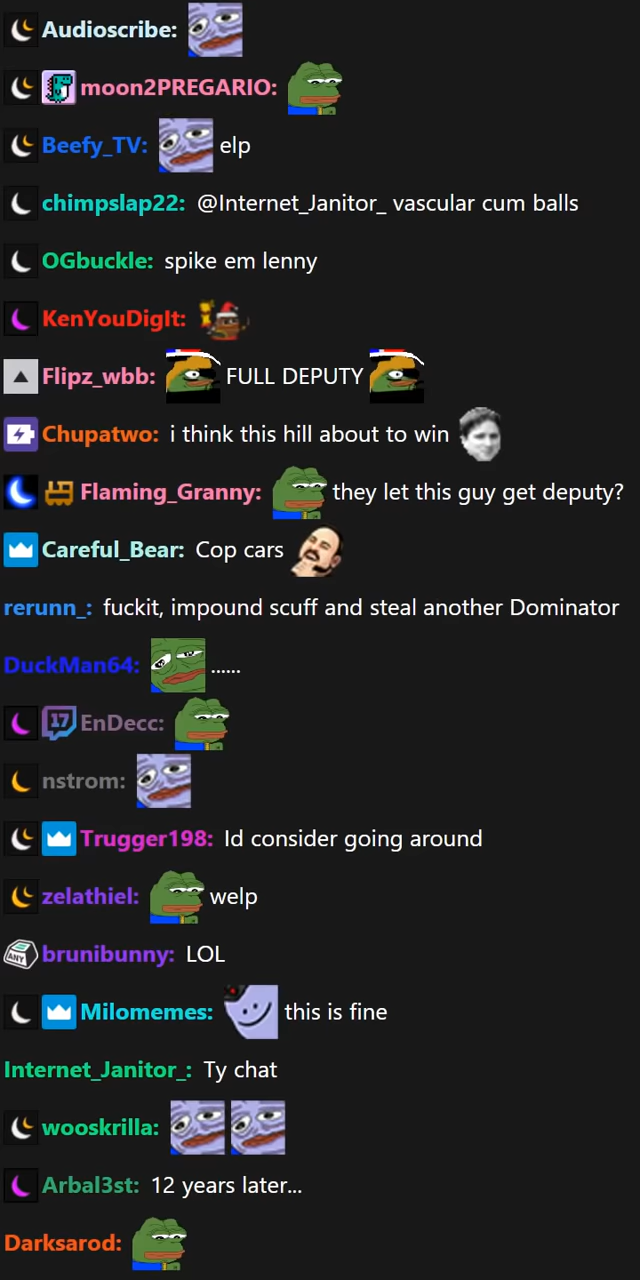 Audioscribe:
moon2PREGARIO:
Beefy_TV: elp
chimpslap22: @Internet_Janitor_ vascular cum balls
OGbuckle: spike em lenny
KenYouDigIt:
Flipz_wbb: FULL DEPUTY
Chupatwo: i think this hill about to win
Flaming_Granny: they let this guy get deputy?
Careful_Bear: Cop cars
rerunn_: fuckit, impound scuff and steal another Dominator
DuckMan64: ......
17 EnDecc:
nstrom:
Trugger198: Id consider going around
zelathiel: welp
ANY brunibunny: LOL
Milomemes: this is fine
Internet_Janitor_: Ty chat
wooskrilla:
Arbal3st: 12 years later...
Darksarod: